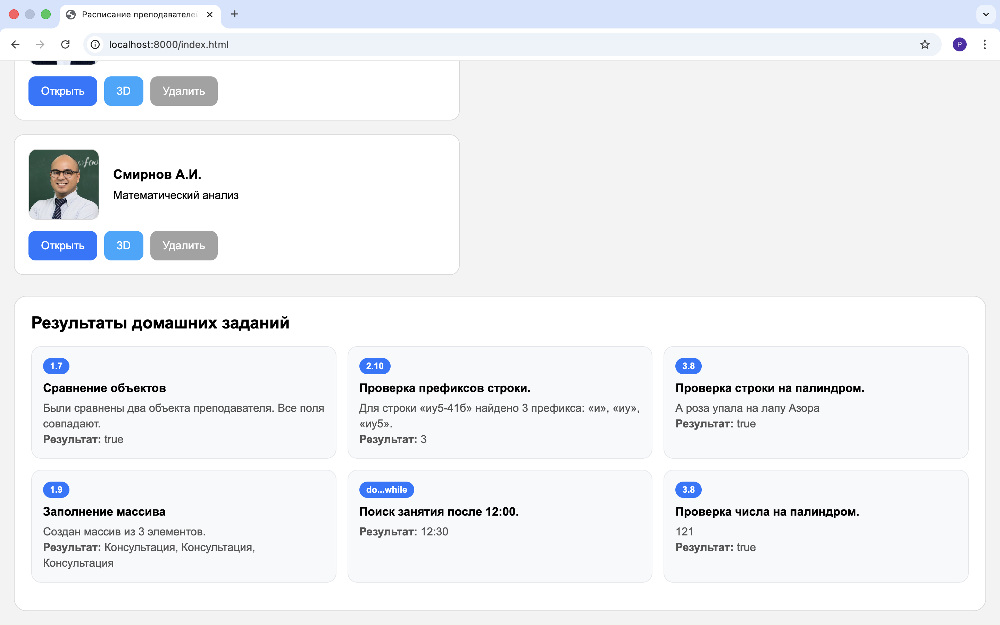 Расписание преподавателей
localhost:8000/index.html
P
Открыть 3D Удалить
Смирнов А.И.
Математический анализ
Открыть 3D Удалить
Результаты домашних заданий
1.7
Сравнение объектов
Были сравнены два объекта преподавателя. Все поля
совпадают.
Результат: true
2.10
Проверка префиксов строки.
Для строки «иу5-41б» найдено 3 префикса: «и», «иу»,
«иу5».
Результат: 3
3.8
Проверка строки на палиндром.
А роза упала на лапу Азора
Результат: true
1.9
Заполнение массива
Создан массив из 3 элементов.
Результат: Консультация, Консультация,
Консультация
do...while
Поиск занятия после 12:00.
Результат: 12:30
3.8
Проверка числа на палиндром.
121
Результат: true